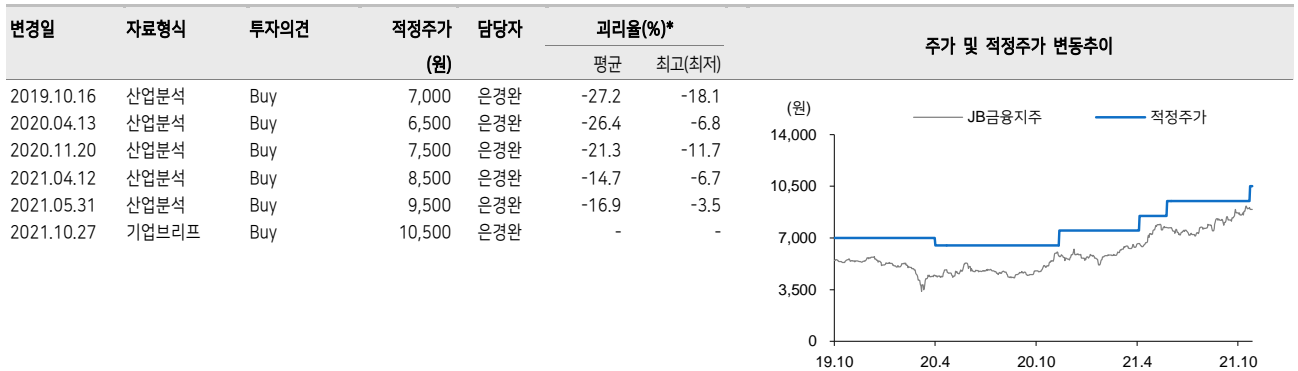 변경일 자료형식 투자의견 적정주가 담당자 괴리율(%)* 주가 및 적정주가 변동추이
(원) 평균 최고(최저)
2019.10.16 산업분석 Buy 7,000 은경완 -27.2 -18.1
2020.04.13 산업분석 Buy 6,500 은경완 -26.4 -6.8
2020.11.20 산업분석 Buy 7,500 은경완 -21.3 -11.7
2021.04.12 산업분석 Buy 8,500 은경완 -14.7 -6.7
2021.05.31 산업분석 Buy 9,500 은경완 -16.9 -3.5
2021.10.27 기업브리프 Buy 10,500 은경완 - -
(원)
JB금융지주 적정주가
14,000
10,500
7,000
3,500
0
19.10 20.4 20.10 21.4 21.10